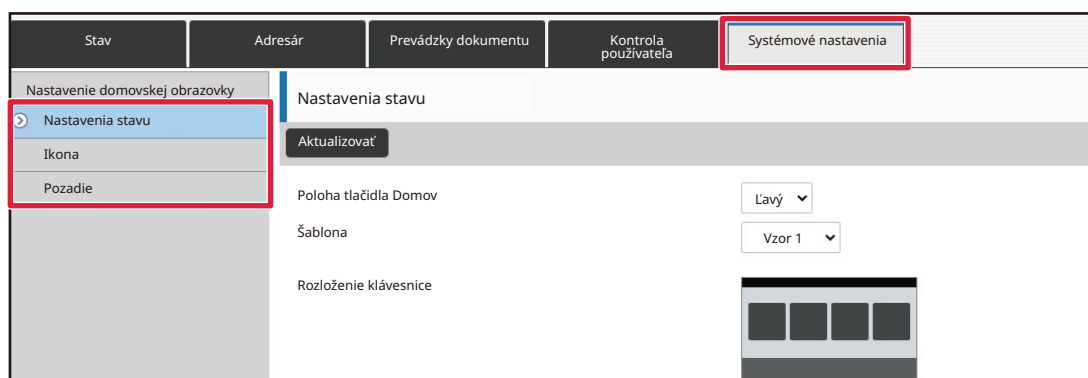 Stav
Adresár
Prevádzky dokumentu
Kontrola
používateľa
Systémové nastavenia
Nastavenie domovskej obrazovky
Nastavenia stavu
Ikona
Pozadie
Nastavenia stavu
Aktualizovať
Poloha tlačidla Domov
Ľavý
Šablona
Vzor 1
Rozloženie klávesnice